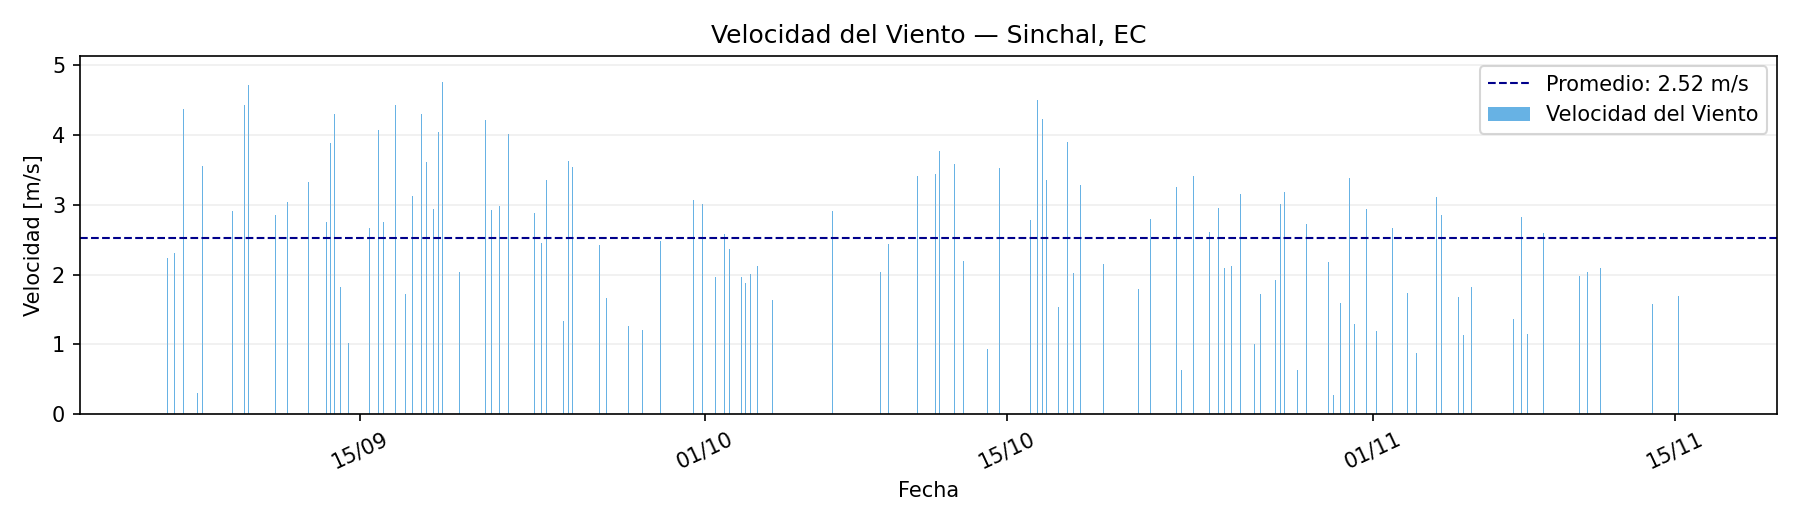 Velocidad del Viento — Sinchal, EC
Velocidad [m/s]
5
4
3
2
1
0
Promedio: 2.52 m/s
Velocidad del Viento
15/09
01/10
15/10
01/11
15/11
Fecha